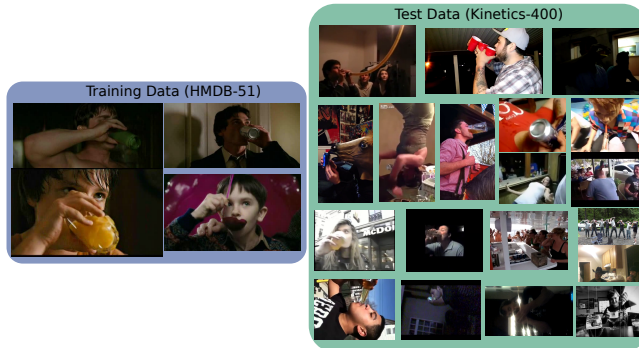 Test Data (Kinetics-400)
Training Data (HMDB-51)